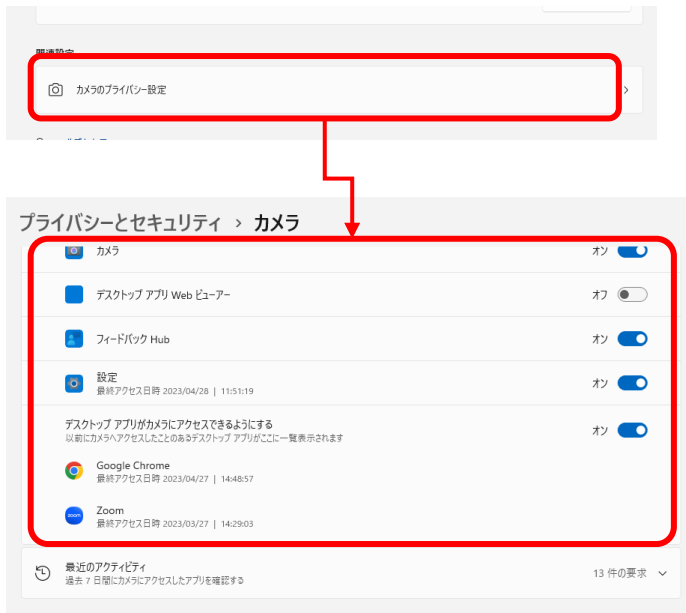 関連設定
カメラのプライバシー設定
プライバシーとセキュリティ > カメラ
カメラ オン
デスクトップ アプリ Web ビューアー オフ
フィードバック Hub オン
設定 オン
最終アクセス日時 2023/04/28 | 11:51:19
デスクトップ アプリがカメラにアクセスできるようにする オン
以前にカメラへアクセスしたことのあるデスクトップ アプリがここに一覧表示されます
Google Chrome
最終アクセス日時 2023/04/27 | 14:48:57
zoom Zoom
最終アクセス日時 2023/03/27 | 14:29:03
最近のアクティビティ 13 件の要求
過去 7 日間にカメラにアクセスしたアプリを確認する